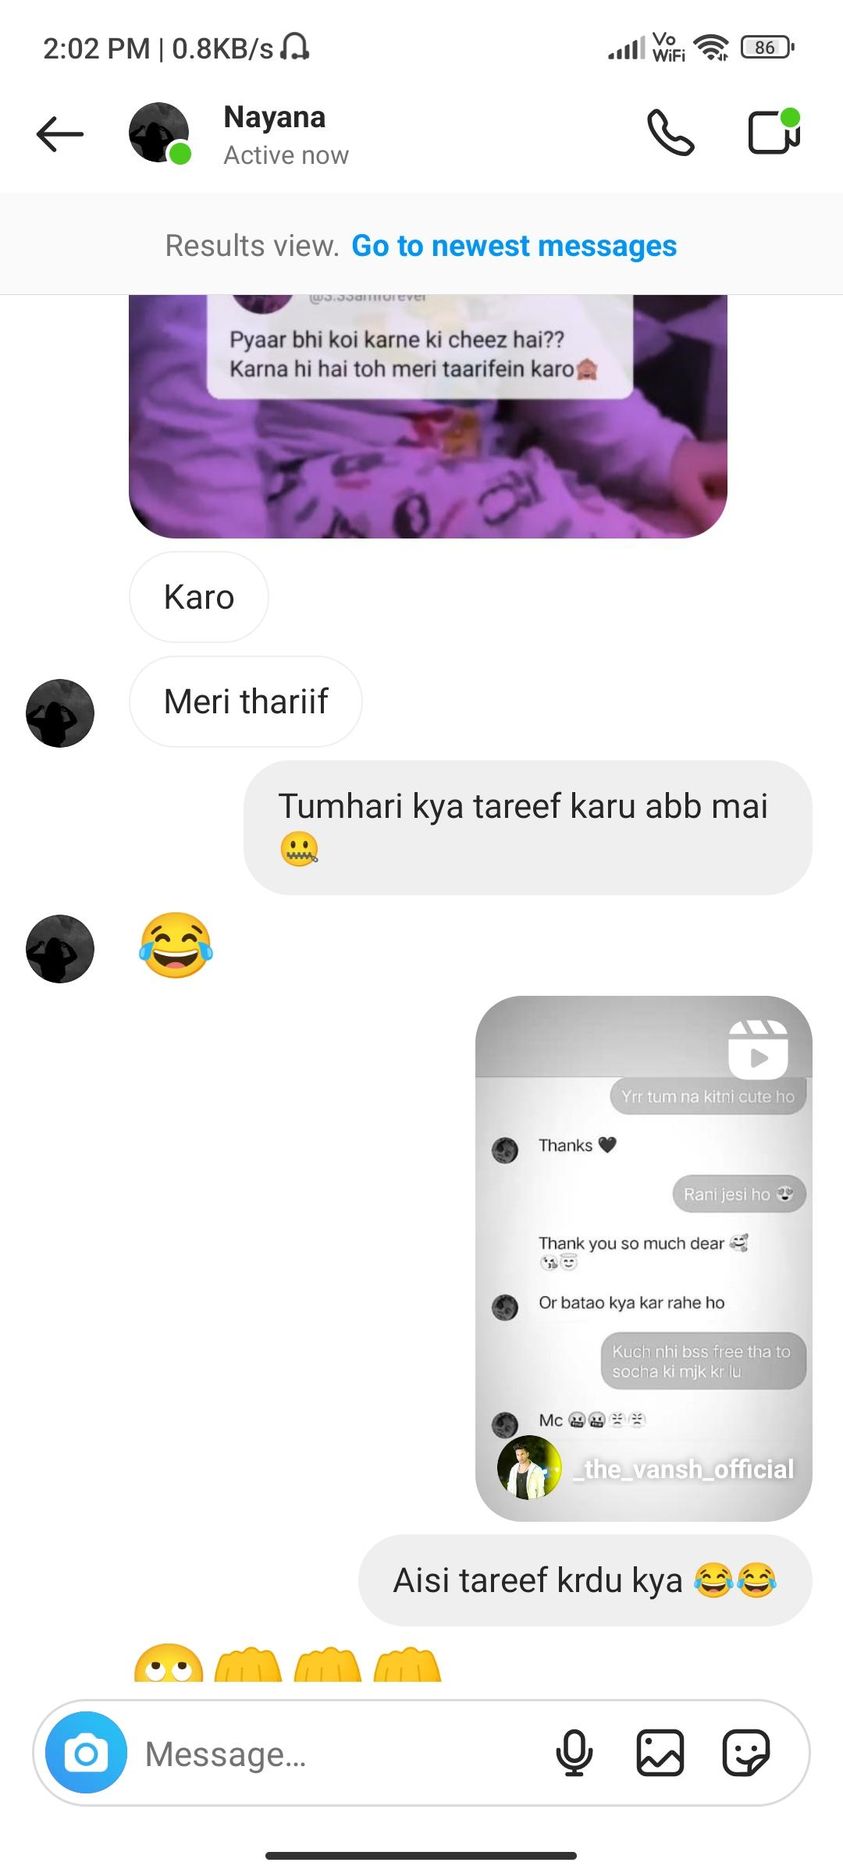 2:02 PM | 0.8KB/s
Vo
WiFi
86
Nayana
Active now
Results view. Go to newest messages
Pyaar bhi koi karne ki cheez hai??
Karna hi hai toh meri taarifein karo🙈
Karo
Meri thariif
Tumhari kya tareef karu abb mai
🤐
😂
Yrr tum na kitni cute ho
Thanks 🖤
Rani jesi ho 😍
Thank you so much dear 🥰
😘😇
Or batao kya kar rahe ho
Kuch nhi bss free tha to
socha ki mjk kr lu
Mc 🤬🤬😤😤
_the_vansh_official
Aisi tareef krdu kya 😂😂
🙄👊👊👊
Message...